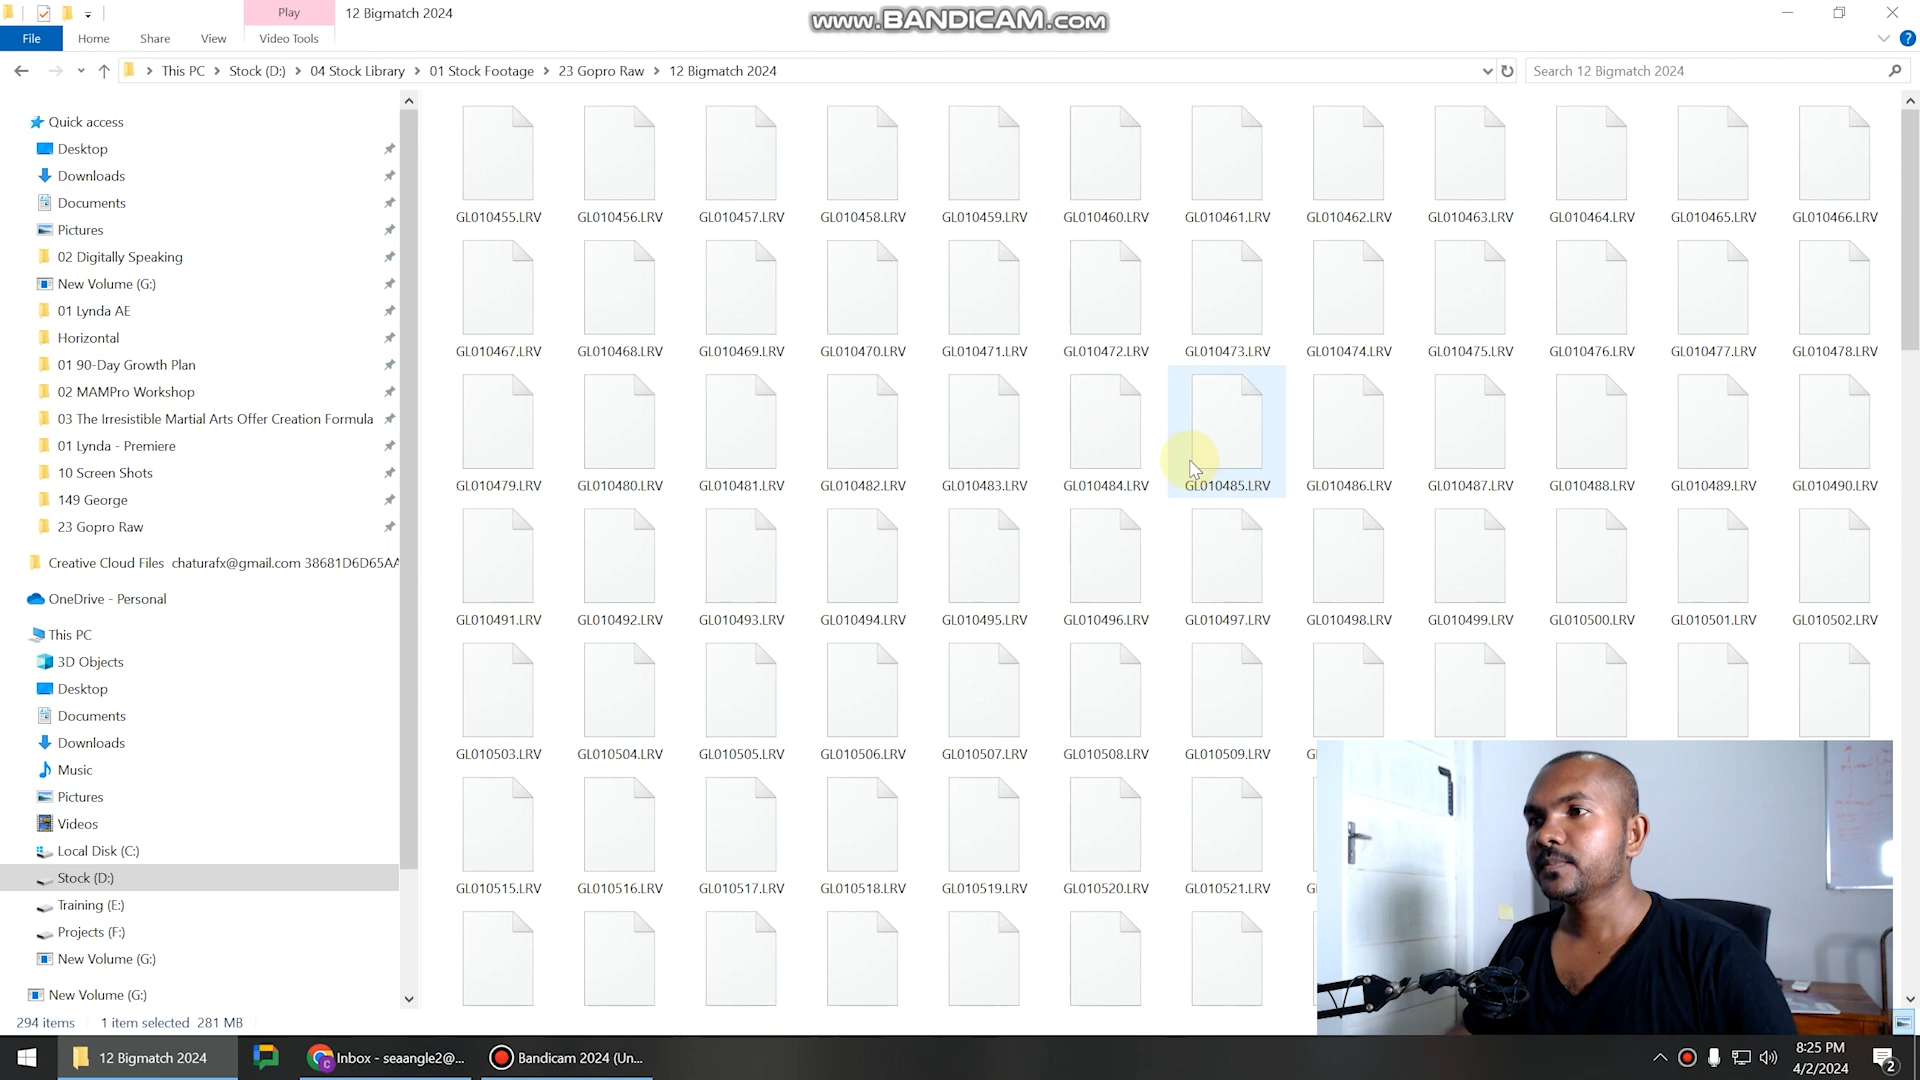 Play
12 Bigmatch 2024
www.BANDICAM.com
File
Home
Share
View
Video Tools
This PC
Stock (D:)
04 Stock Library
01 Stock Footage
23 Gopro Raw
12 Bigmatch 2024
Search 12 Bigmatch 2024
Quick access
Desktop
Downloads
Documents
Pictures
02 Digitally Speaking
New Volume (G:)
01 Lynda AE
Horizontal
01 90-Day Growth Plan
02 MAMPro Workshop
03 The Irresistible Martial Arts Offer Creation Formula
01 Lynda - Premiere
10 Screen Shots
149 George
23 Gopro Raw
Creative Cloud Files chaturafx@gmail.com 38681D6D65AA
OneDrive - Personal
This PC
3D Objects
Desktop
Documents
Downloads
Music
Pictures
Videos
Local Disk (C:)
Stock (D:)
Training (E:)
Projects (F:)
New Volume (G:)
New Volume (G:)
GL010455.LRV GL010456.LRV GL010457.LRV GL010458.LRV GL010459.LRV GL010460.LRV GL010461.LRV GL010462.LRV GL010463.LRV GL010464.LRV GL010465.LRV GL010466.LRV
GL010467.LRV GL010468.LRV GL010469.LRV GL010470.LRV GL010471.LRV GL010472.LRV GL010473.LRV GL010474.LRV GL010475.LRV GL010476.LRV GL010477.LRV GL010478.LRV
GL010479.LRV GL010480.LRV GL010481.LRV GL010482.LRV GL010483.LRV GL010484.LRV GL010485.LRV GL010486.LRV GL010487.LRV GL010488.LRV GL010489.LRV GL010490.LRV
GL010491.LRV GL010492.LRV GL010493.LRV GL010494.LRV GL010495.LRV GL010496.LRV GL010497.LRV GL010498.LRV GL010499.LRV GL010500.LRV GL010501.LRV GL010502.LRV
GL010503.LRV GL010504.LRV GL010505.LRV GL010506.LRV GL010507.LRV GL010508.LRV GL010509.LRV
GL010515.LRV GL010516.LRV GL010517.LRV GL010518.LRV GL010519.LRV GL010520.LRV GL010521.LRV
294 items 1 item selected 281 MB
12 Bigmatch 2024
Inbox - seaangle2@...
Bandicam 2024 (Un...
8:25 PM
4/2/2024
2